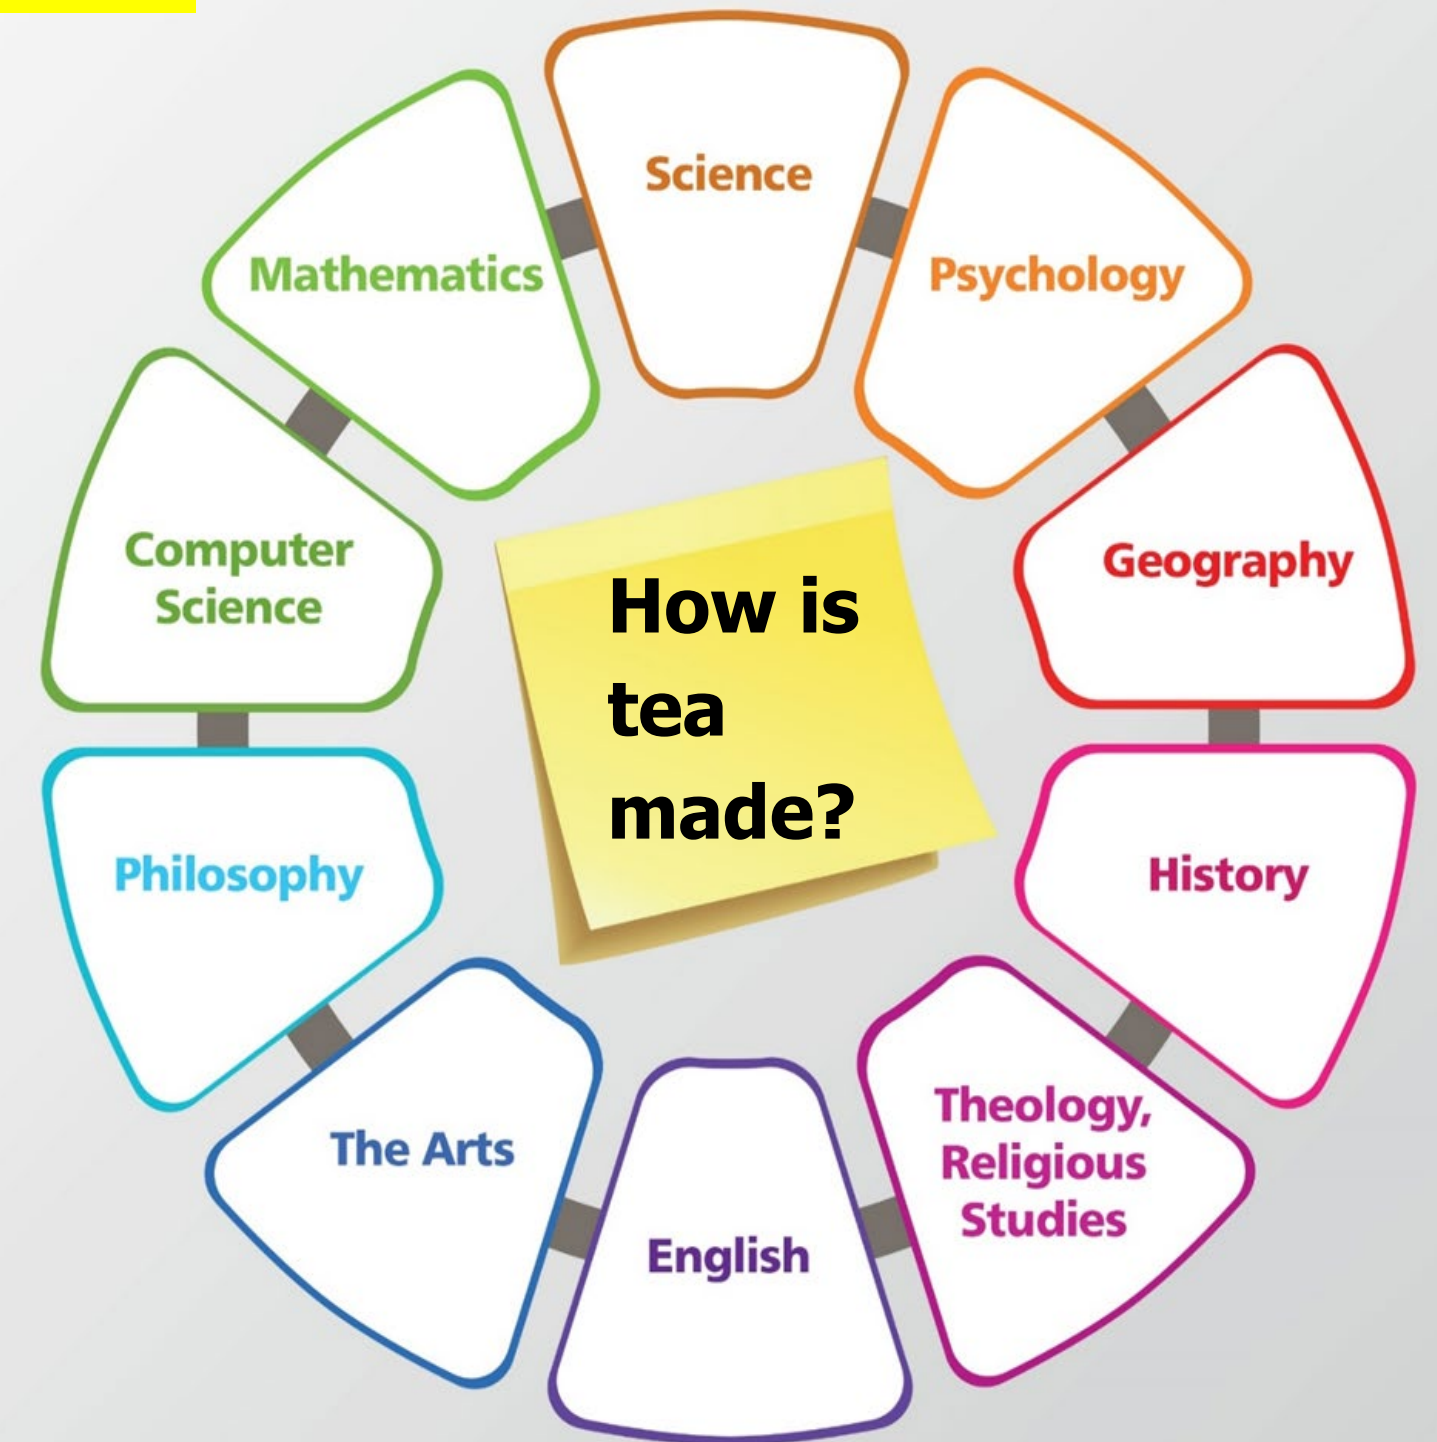 Science
Mathematics
Psychology
Computer
Science
Geography
How is
tea
made?
Philosophy
History
The Arts
Theology,
Religious
Studies
English